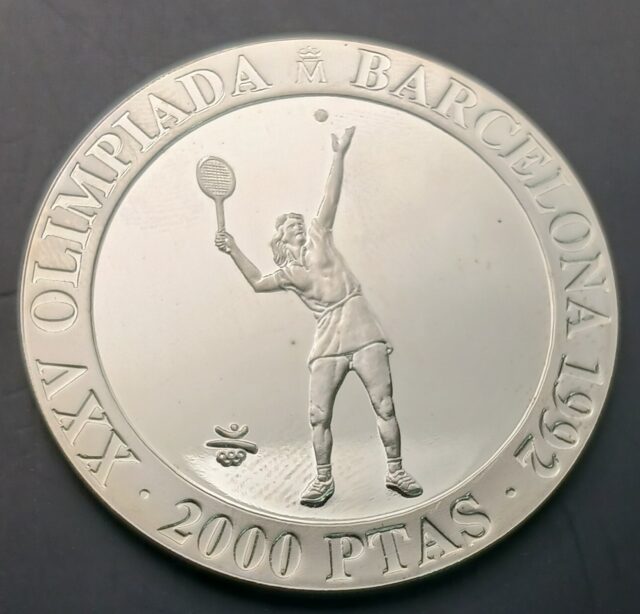 XXV OLIMPIADA M BARCELONA 1992
· 2000 PTAS ·